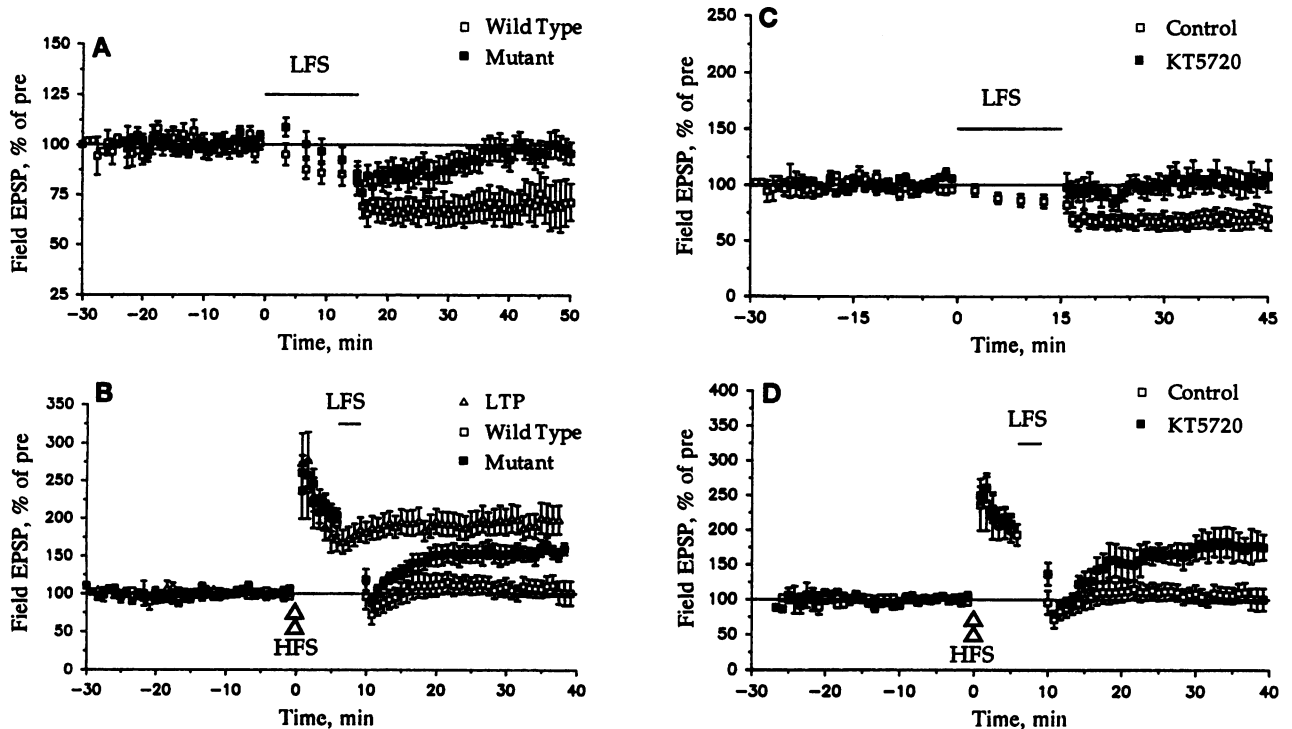 A
□ Wild Type
■ Mutant
LFS
Field EPSP, % of pre
150
125
100
75
50
25
−30 −20 −10 0 10 20 30 40 50
Time, min
C
□ Control
■ KT5720
LFS
Field EPSP, % of pre
250
200
150
100
50
0
−30 −15 0 15 30 45
Time, min
B
LFS
△ LTP
□ Wild Type
■ Mutant
Field EPSP, % of pre
350
300
250
200
150
100
50
0
HFS
−30 −20 −10 0 10 20 30 40
Time, min
D
□ Control
■ KT5720
LFS
Field EPSP, % of pre
400
350
300
250
200
150
100
50
0
HFS
−30 −20 −10 0 10 20 30 40
Time, min